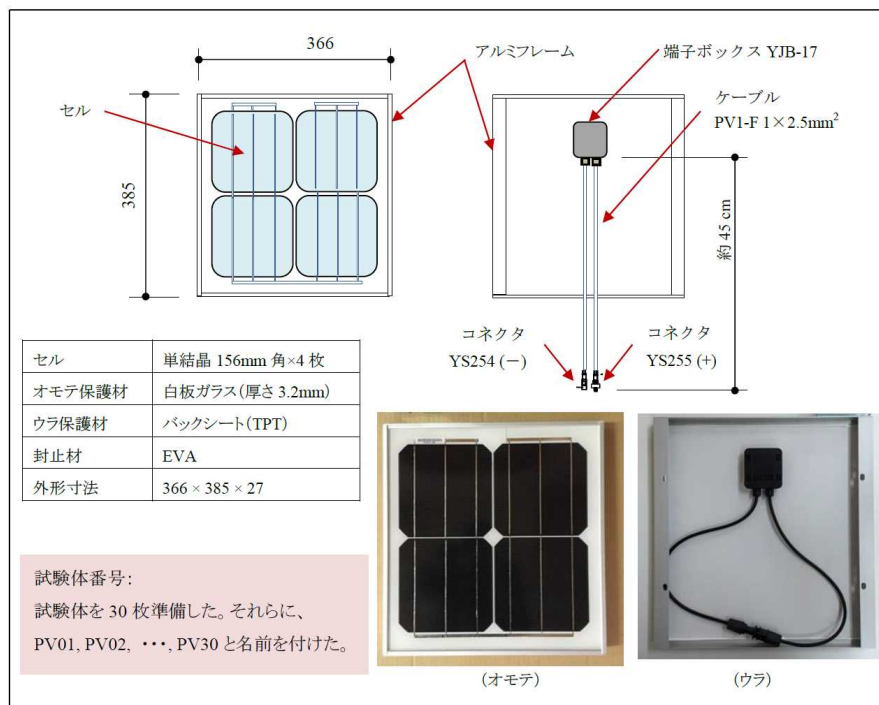 366
アルミフレーム
端子ボックス YJB-17
セル
ケーブル
PV1-F 1×2.5mm²
385
約 45 cm
コネクタ
YS254 (－)
コネクタ
YS255 (+)
セル 単結晶 156mm 角×4 枚
オモテ保護材 白板ガラス(厚さ 3.2mm)
ウラ保護材 バックシート(TPT)
封止材 EVA
外形寸法 366 × 385 × 27
試験体番号:
試験体を 30 枚準備した。それらに、
PV01, PV02, ･･･, PV30 と名前を付けた。
(オモテ)
(ウラ)